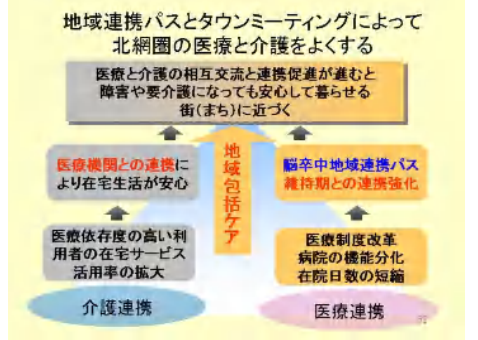 地域連携パスとタウンミーティングによって
北網圏の医療と介護をよくする
医療と介護の相互交流と連携促進が進むと
障害や要介護になっても安心して暮らせる
街(まち)に近づく
医療機関との連携に
より在宅生活が安心
地域包括ケア
脳卒中地域連携パス
維持期との連携強化
医療依存度の高い利
用者の在宅サービス
活用率の拡大
医療制度改革
病院の機能分化
在院日数の短縮
介護連携
医療連携